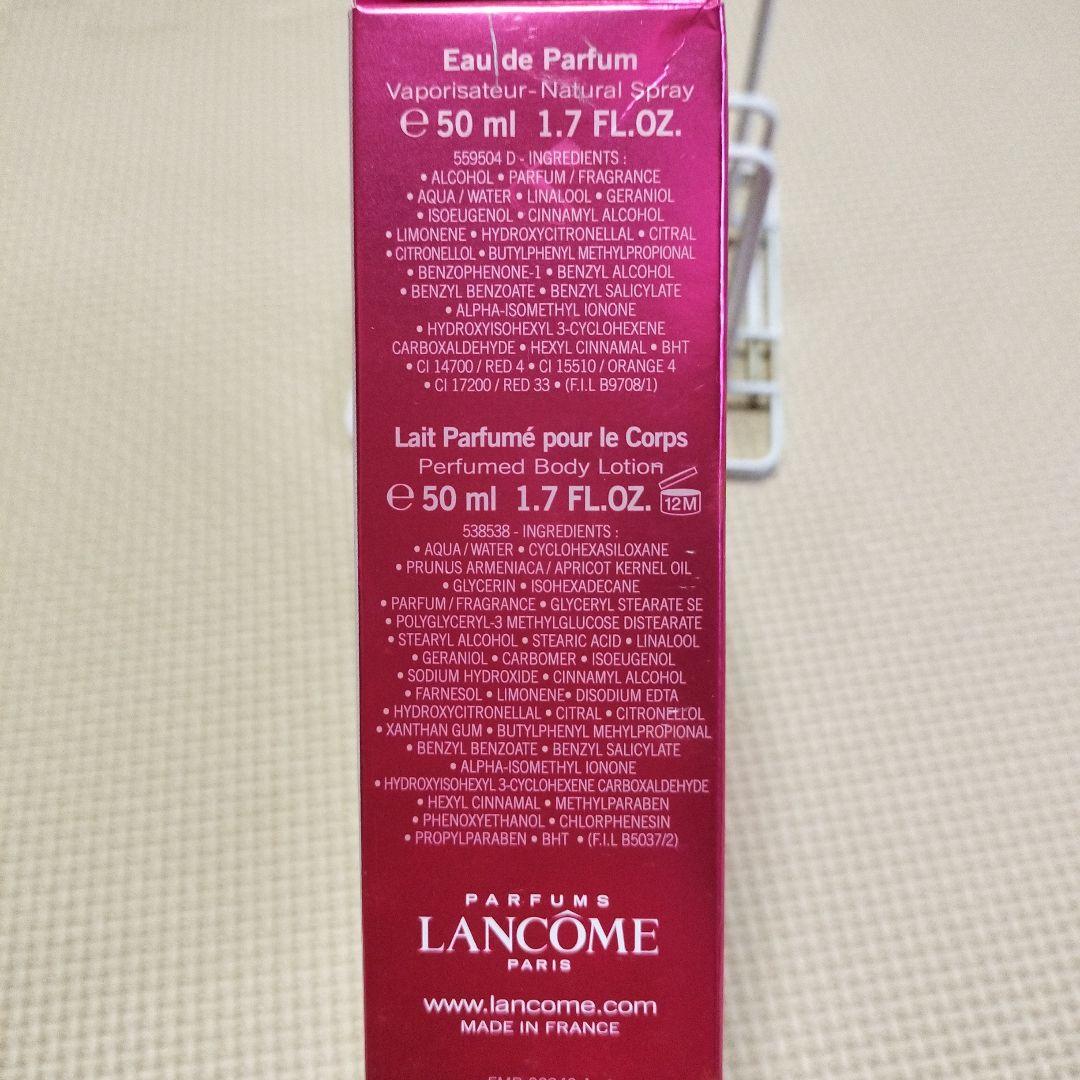 Eau de Parfum
Vaporisateur - Natural Spray
e 50 ml 1.7 FL.OZ.
559504 D - INGREDIENTS :
• ALCOHOL • PARFUM / FRAGRANCE
• AQUA / WATER • LINALOOL • GERANIOL
• ISOEUGENOL • CINNAMYL ALCOHOL
• LIMONENE • HYDROXYCITRONELLAL • CITRAL
• CITRONELLOL • BUTYLPHENYL METHYLPROPIONAL
• BENZOPHENONE-1 • BENZYL ALCOHOL
• BENZYL BENZOATE • BENZYL SALICYLATE
• ALPHA-ISOMETHYL IONONE
• HYDROXYISOHEXYL 3-CYCLOHEXENE
CARBOXALDEHYDE • HEXYL CINNAMAL • BHT
• CI 14700 / RED 4 • CI 15510 / ORANGE 4
• CI 17200 / RED 33 • (F.I.L B9708/1)
Lait Parfumé pour le Corps
Perfumed Body Lotion
e 50 ml 1.7 FL.OZ. 12M
538538 - INGREDIENTS :
• AQUA / WATER • CYCLOHEXASILOXANE
• PRUNUS ARMENIACA / APRICOT KERNEL OIL
• GLYCERIN • ISOHEXADECANE
• PARFUM / FRAGRANCE • GLYCERYL STEARATE SE
• POLYGLYCERYL-3 METHYLGLUCOSE DISTEARATE
• STEARYL ALCOHOL • STEARIC ACID • LINALOOL
• GERANIOL • CARBOMER • ISOEUGENOL
• SODIUM HYDROXIDE • CINNAMYL ALCOHOL
• FARNESOL • LIMONENE • DISODIUM EDTA
• HYDROXYCITRONELLAL • CITRAL • CITRONELLOL
• XANTHAN GUM • BUTYLPHENYL MEHYLPROPIONAL
• BENZYL BENZOATE • BENZYL SALICYLATE
• ALPHA-ISOMETHYL IONONE
• HYDROXYISOHEXYL 3-CYCLOHEXENE CARBOXALDEHYDE
• HEXYL CINNAMAL • METHYLPARABEN
• PHENOXYETHANOL • CHLORPHENESIN
• PROPYLPARABEN • BHT • (F.I.L B5037/2)
PARFUMS
LANCÔME
PARIS
www.lancome.com
MADE IN FRANCE